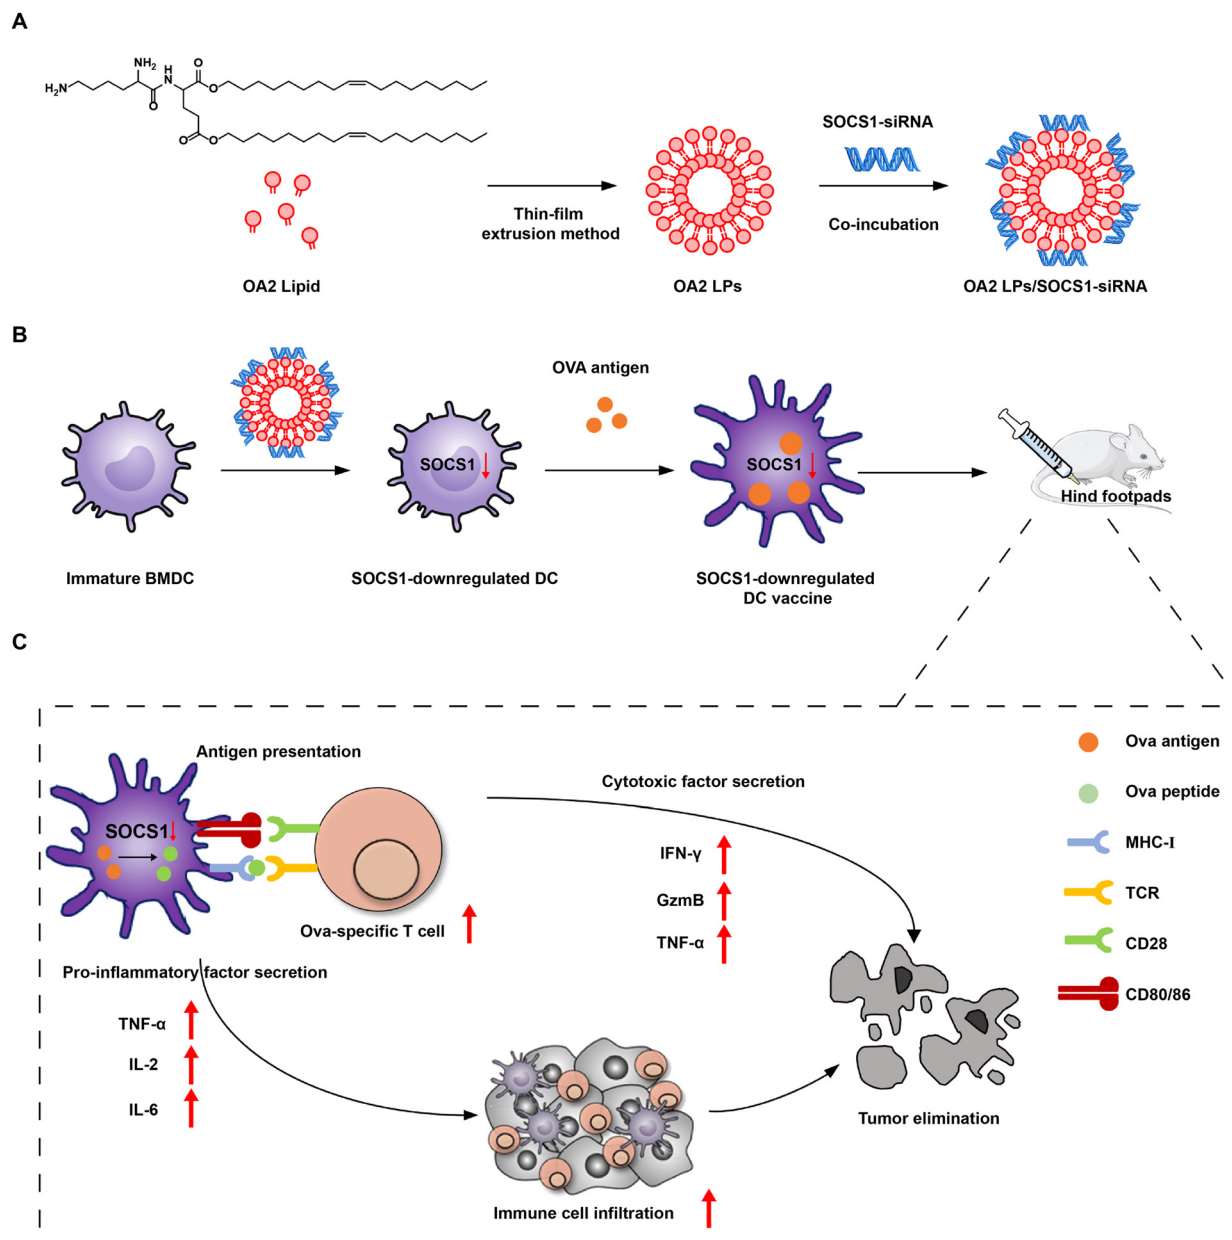 A
NH₂
H
N
O
O
H₂N
O
O
O
SOCS1-siRNA
Thin-film
extrusion method
Co-incubation
OA2 Lipid
OA2 LPs
OA2 LPs/SOCS1-siRNA
B
OVA antigen
SOCS1
SOCS1
Hind footpads
Immature BMDC
SOCS1-downregulated DC
SOCS1-downregulated
DC vaccine
C
Antigen presentation
SOCS1
Ova-specific T cell
Cytotoxic factor secretion
IFN-γ
GzmB
TNF-α
Pro-inflammatory factor secretion
TNF-α
IL-2
IL-6
Immune cell infiltration
Tumor elimination
Ova antigen
Ova peptide
MHC-I
TCR
CD28
CD80/86